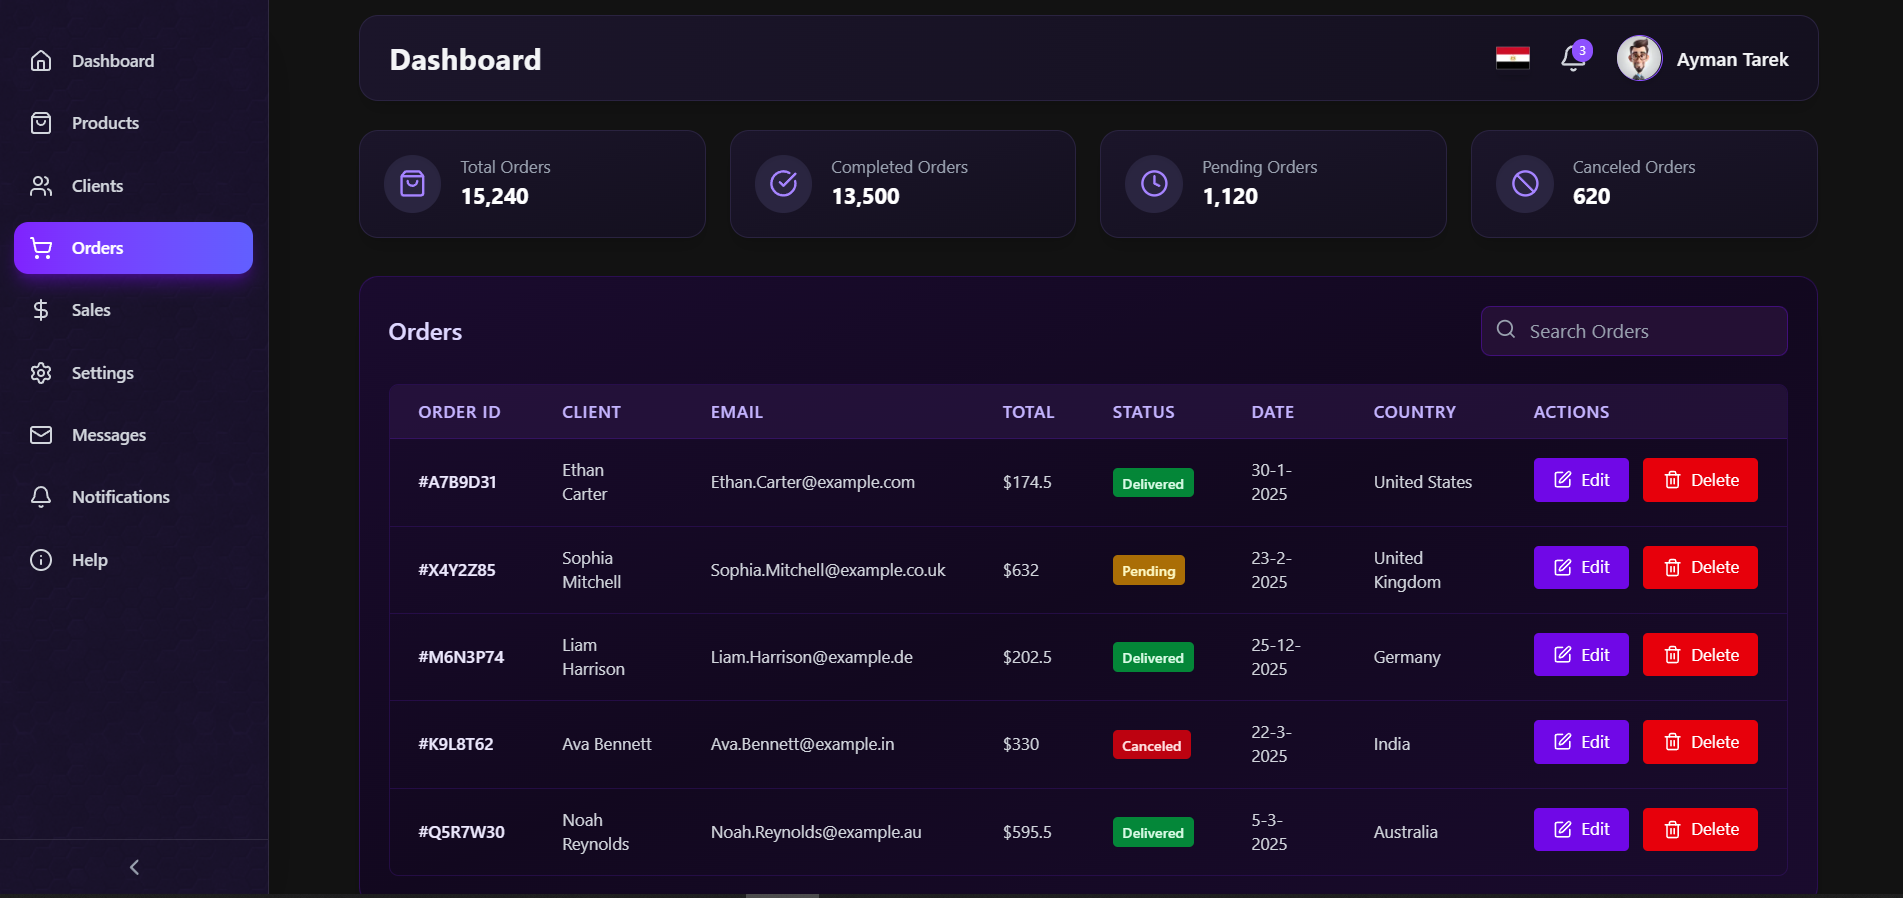 Dashboard
Products
Clients
Orders
Sales
Settings
Messages
Notifications
Help
Dashboard
3
Ayman Tarek
Total Orders
15,240
Completed Orders
13,500
Pending Orders
1,120
Canceled Orders
620
Orders
Search Orders
ORDER ID CLIENT EMAIL TOTAL STATUS DATE COUNTRY ACTIONS
#A7B9D31 Ethan Carter Ethan.Carter@example.com $174.5 Delivered 30-1-2025 United States Edit Delete
#X4Y2Z85 Sophia Mitchell Sophia.Mitchell@example.co.uk $632 Pending 23-2-2025 United Kingdom Edit Delete
#M6N3P74 Liam Harrison Liam.Harrison@example.de $202.5 Delivered 25-12-2025 Germany Edit Delete
#K9L8T62 Ava Bennett Ava.Bennett@example.in $330 Canceled 22-3-2025 India Edit Delete
#Q5R7W30 Noah Reynolds Noah.Reynolds@example.au $595.5 Delivered 5-3-2025 Australia Edit Delete